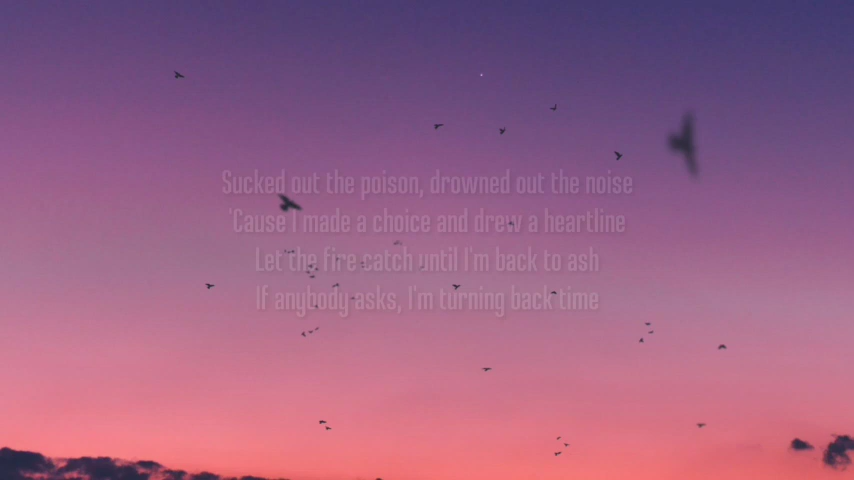 Sucked out the poison, drowned out the noise
'Cause I made a choice and drew a heartline
Let the fire catch until I'm back to ash
If anybody asks, I'm turning back time